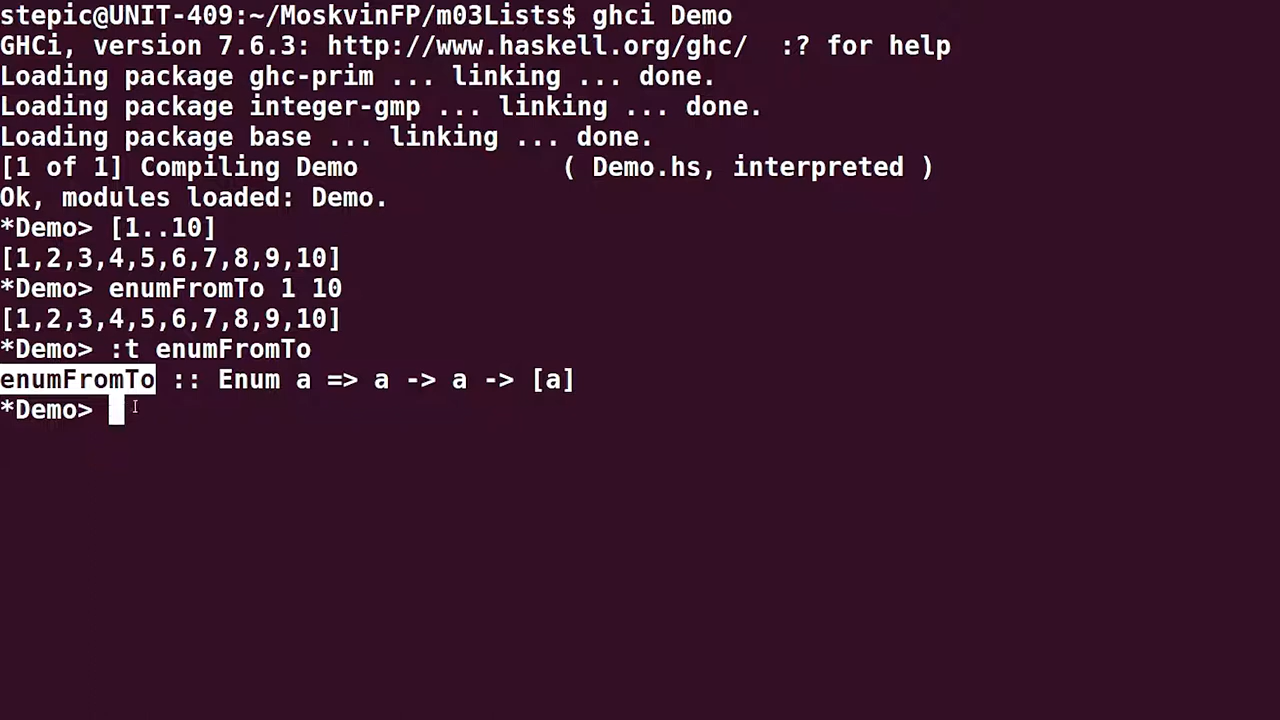 stepic@UNIT-409:~/MoskvinFP/m03Lists$ ghci Demo
GHCi, version 7.6.3: http://www.haskell.org/ghc/  :? for help
Loading package ghc-prim ... linking ... done.
Loading package integer-gmp ... linking ... done.
Loading package base ... linking ... done.
[1 of 1] Compiling Demo             ( Demo.hs, interpreted )
Ok, modules loaded: Demo.
*Demo> [1..10]
[1,2,3,4,5,6,7,8,9,10]
*Demo> enumFromTo 1 10
[1,2,3,4,5,6,7,8,9,10]
*Demo> :t enumFromTo
enumFromTo :: Enum a => a -> a -> [a]
*Demo>